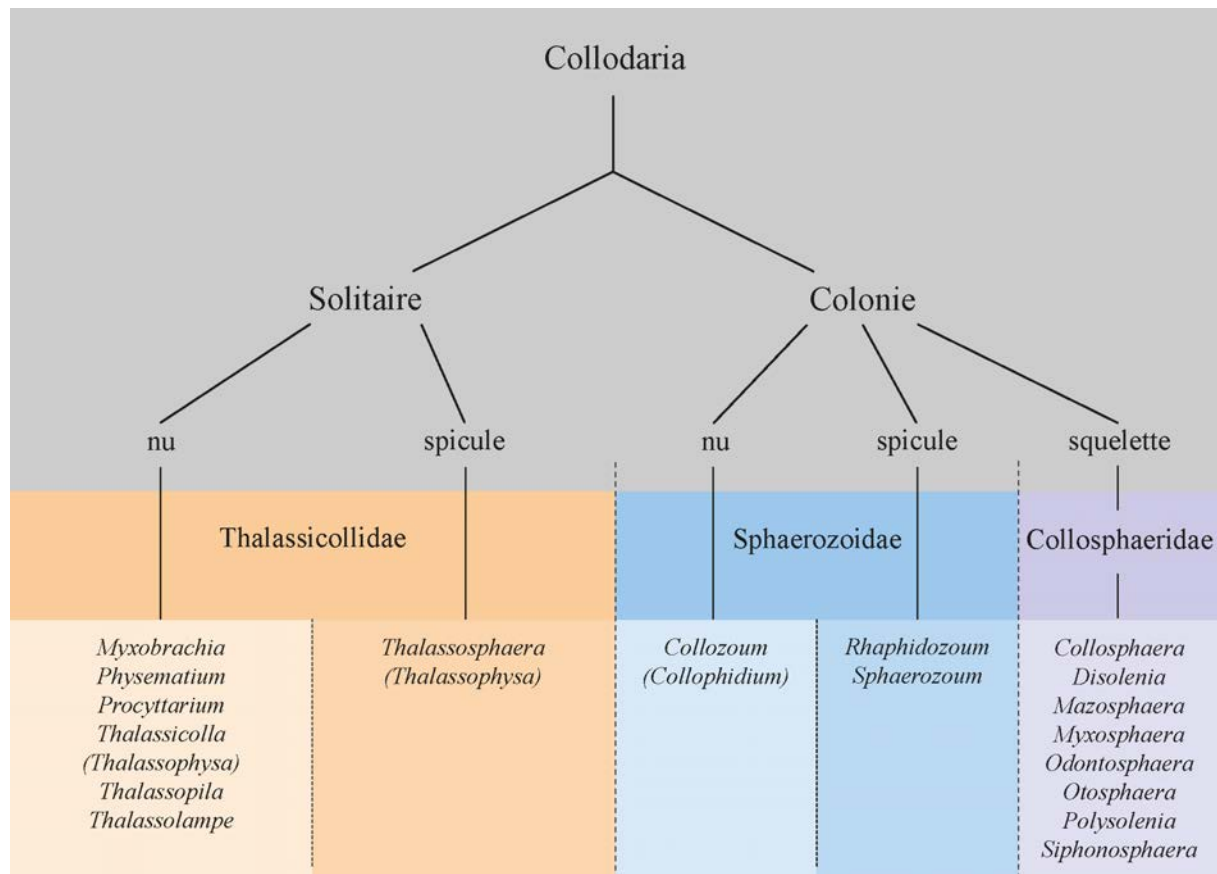 Collodaria
Solitaire
Colonie
nu
spicule
nu
spicule
squelette
Thalassicollidae
Sphaerozoidae
Collosphaeridae
Myxobrachia
Physematium
Procyttarium
Thalassicolla
(Thalassophysa)
Thalassopila
Thalassolampe
Thalassosphaera
(Thalassophysa)
Collozoum
(Collophidium)
Rhaphidozoum
Sphaerozoum
Collosphaera
Disolenia
Mazosphaera
Myxosphaera
Odontosphaera
Otosphaera
Polysolenia
Siphonosphaera